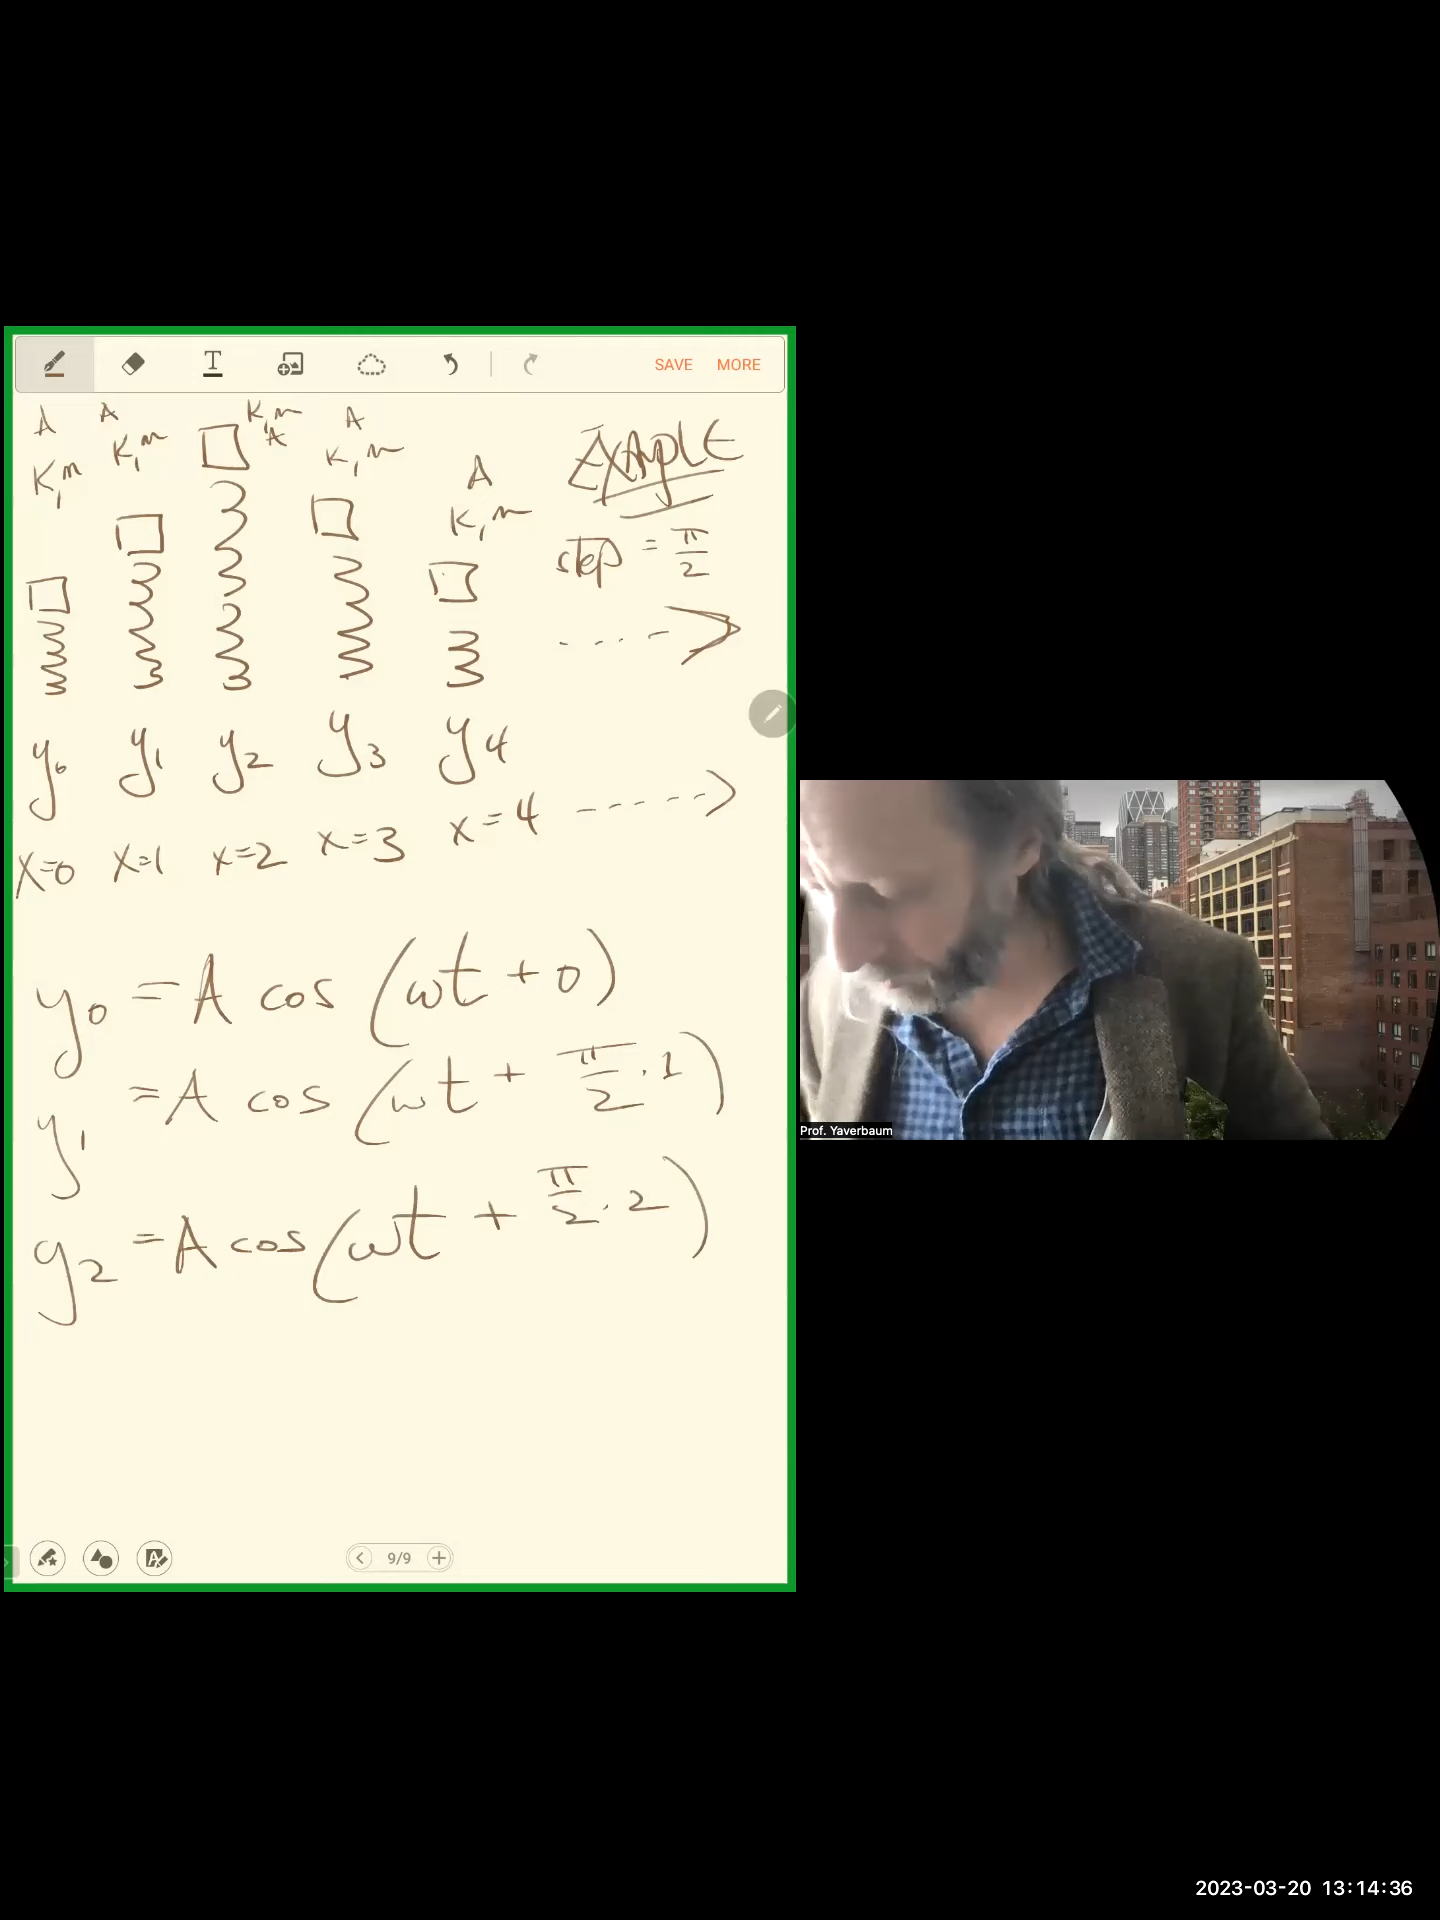 T SAVE MORE
A A K,m A A K,m A
K,m K,m K,m A
K,m
EXAPLE
step = π/2
y0 y1 y2 y3 y4
x=0 x=1 x=2 x=3 x=4
y0 = A cos (ωt + 0)
y1 = A cos (ωt + π/2 · 1)
y2 = A cos (ωt + π/2 · 2)
Prof. Yaverbaum
9/9
2023-03-20 13:14:36